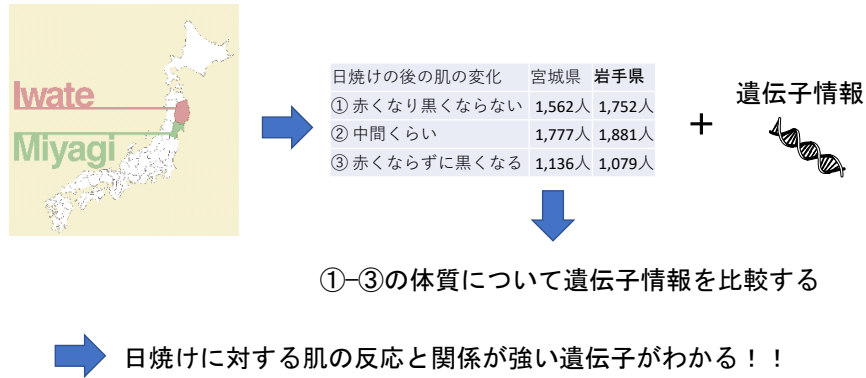 Iwate
Miyagi
日焼けの後の肌の変化 宮城県 岩手県
① 赤くなり黒くならない 1,562人 1,752人
② 中間くらい 1,777人 1,881人
③ 赤くならずに黒くなる 1,136人 1,079人
+
遺伝子情報
①-③の体質について遺伝子情報を比較する
日焼けに対する肌の反応と関係が強い遺伝子がわかる！！